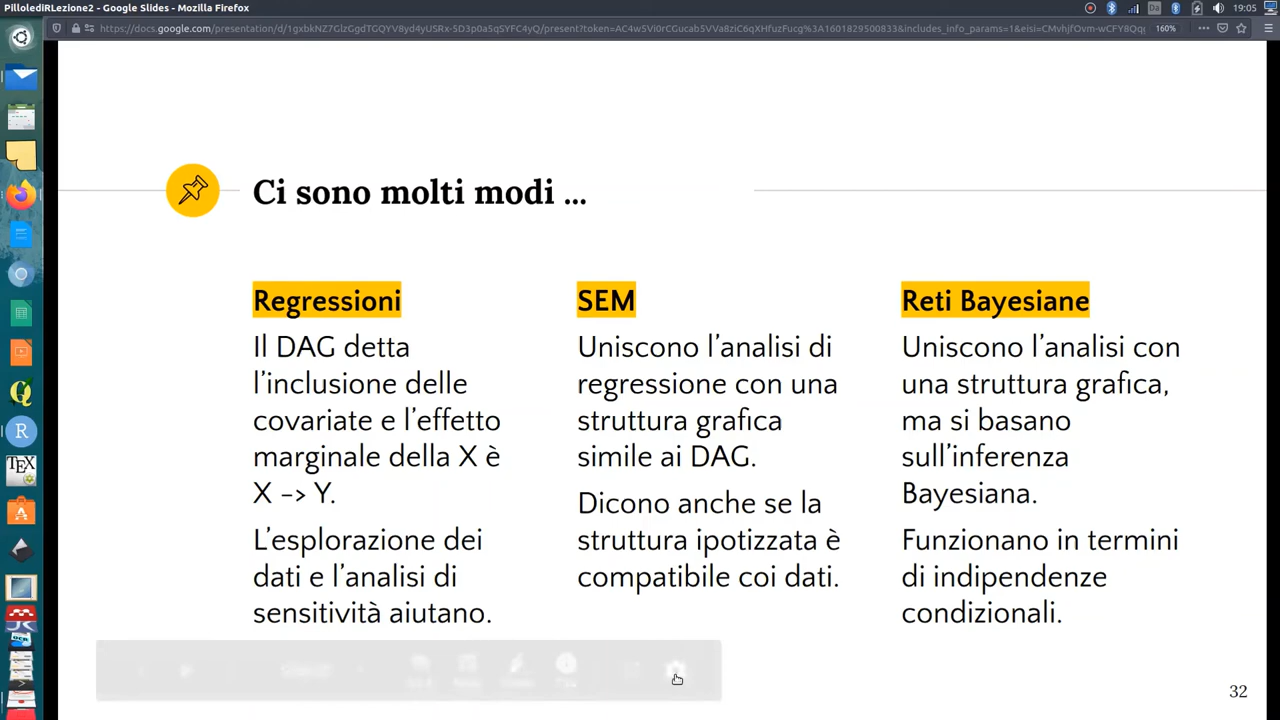 PillolediRLezione2 - Google Slides - Mozilla Firefox
19:05
160%
Ci sono molti modi ...
Regressioni
Il DAG detta
l'inclusione delle
covariate e l'effetto
marginale della X è
X -> Y.
L'esplorazione dei
dati e l'analisi di
sensitività aiutano.
SEM
Uniscono l'analisi di
regressione con una
struttura grafica
simile ai DAG.
Dicono anche se la
struttura ipotizzata è
compatibile coi dati.
Reti Bayesiane
Uniscono l'analisi con
una struttura grafica,
ma si basano
sull'inferenza
Bayesiana.
Funzionano in termini
di indipendenze
condizionali.
32